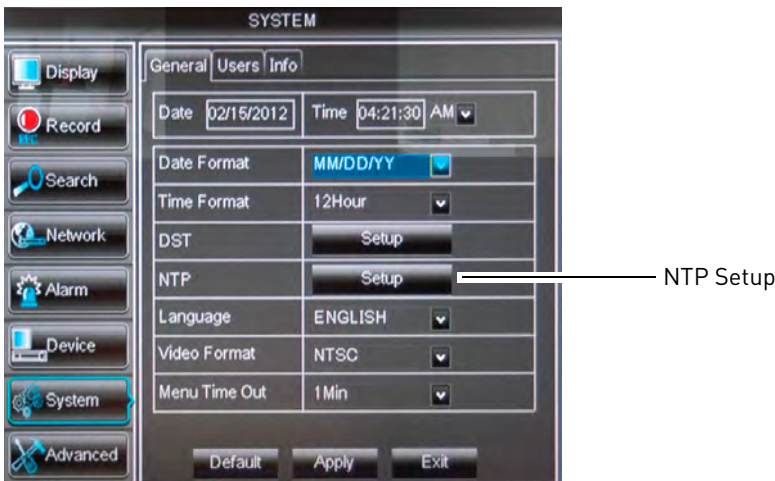 SYSTEM
Display
Record
REC
Search
Network
Alarm
Device
System
Advanced
General Users Info
Date 02/15/2012 Time 04:21:30 AM
Date Format MM/DD/YY
Time Format 12Hour
DST Setup
NTP Setup
Language ENGLISH
Video Format NTSC
Menu Time Out 1Min
Default Apply Exit
NTP Setup